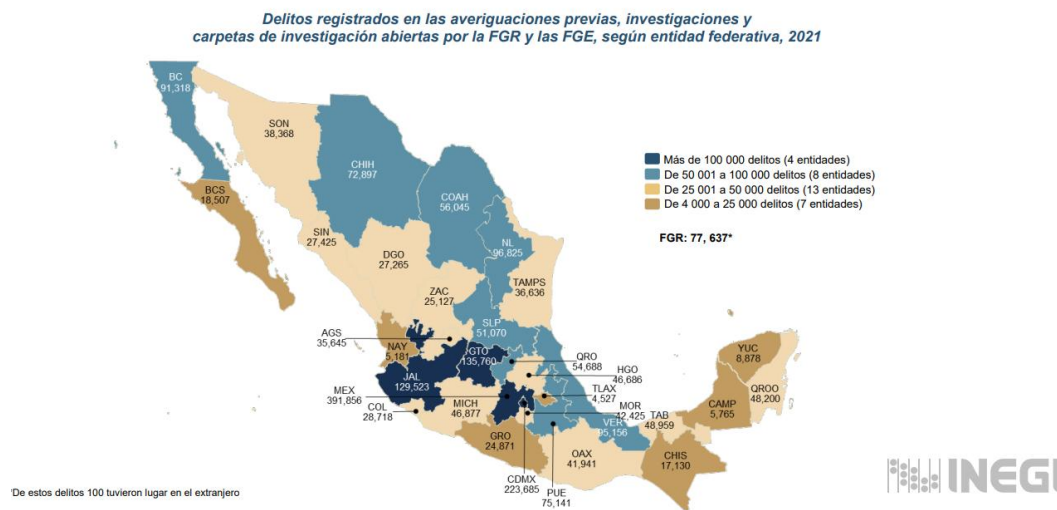 Delitos registrados en las averiguaciones previas, investigaciones y
carpetas de investigación abiertas por la FGR y las FGE, según entidad federativa, 2021
BC
91,318
SON
38,368
CHIH
72,897
COAH
56,045
BCS
18,507
SIN
27,425
DGO
27,265
NL
96,825
TAMPS
36,636
ZAC
25,127
SLP
51,070
AGS
35,645
NAY
5,181
GTO
135,760
QRO
54,688
HGO
46,686
JAL
129,523
MEX
391,856
COL
28,718
MICH
46,877
TLAX
4,527
MOR
42,425
VER
95,156
TAB
48,959
YUC
8,878
QROO
48,200
CAMP
5,765
GRO
24,871
OAX
41,941
CHIS
17,130
CDMX
223,685
PUE
75,141
Más de 100 000 delitos (4 entidades)
De 50 001 a 100 000 delitos (8 entidades)
De 25 001 a 50 000 delitos (13 entidades)
De 4 000 a 25 000 delitos (7 entidades)
FGR: 77, 637*
*De estos delitos 100 tuvieron lugar en el extranjero
INEGI